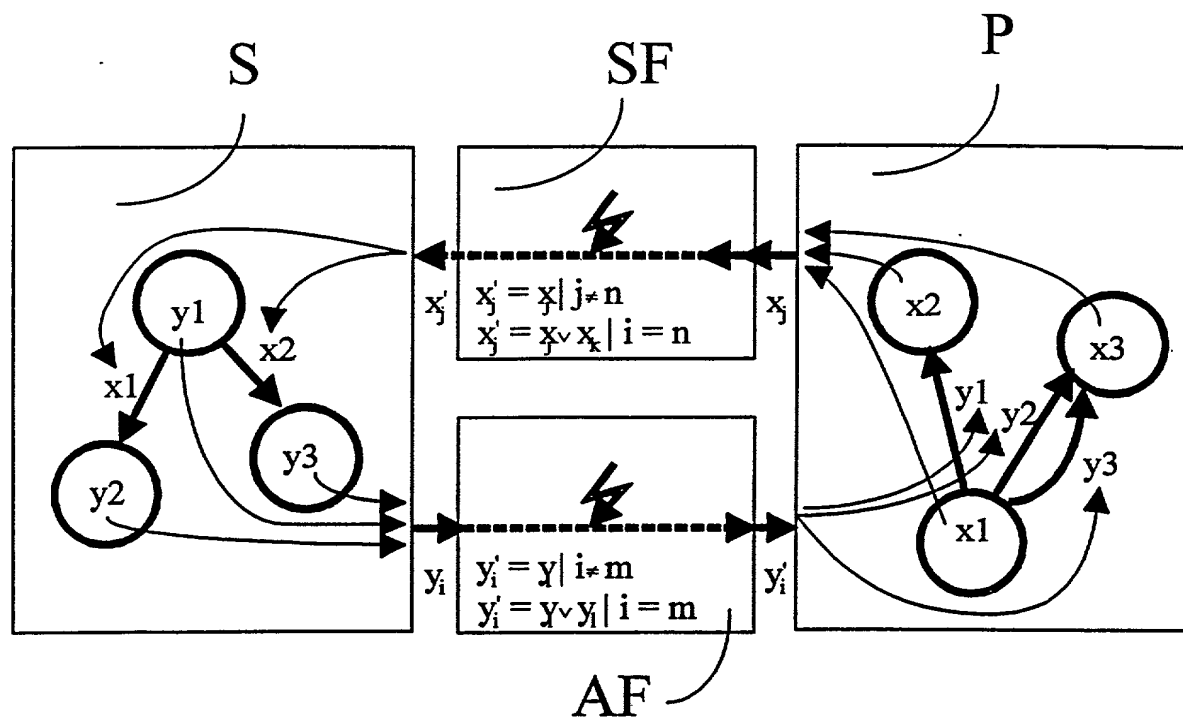 S
SF
P
x'j
x'j = xj | j ≠ n
x'j = xj ∨ xk | i = n
xj
y1
x1
x2
y2
y3
x2
x3
y1
y2
y3
x1
yi
y'i = yi | i ≠ m
y'i = yi ∨ yl | i = m
y'i
AF